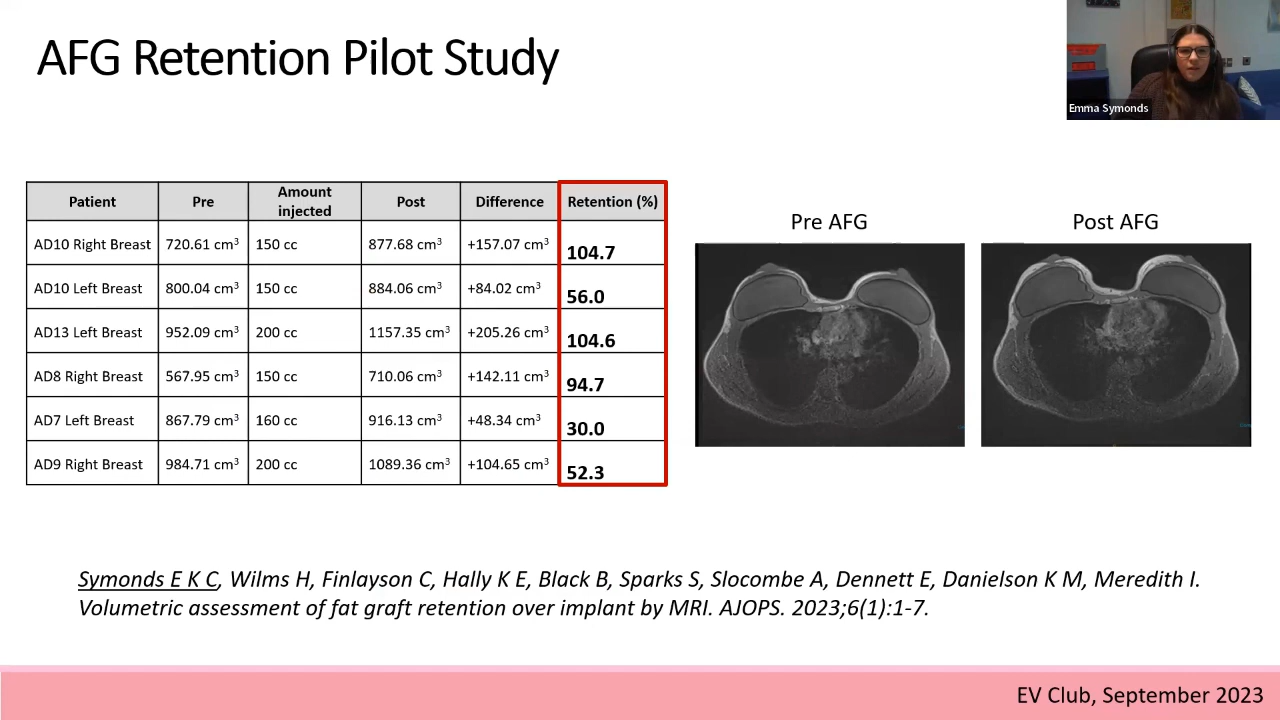 AFG Retention Pilot Study
Emma Symonds
Patient Pre Amount injected Post Difference Retention (%)
AD10 Right Breast 720.61 cm³ 150 cc 877.68 cm³ +157.07 cm³ 104.7
AD10 Left Breast 800.04 cm³ 150 cc 884.06 cm³ +84.02 cm³ 56.0
AD13 Left Breast 952.09 cm³ 200 cc 1157.35 cm³ +205.26 cm³ 104.6
AD8 Right Breast 567.95 cm³ 150 cc 710.06 cm³ +142.11 cm³ 94.7
AD7 Left Breast 867.79 cm³ 160 cc 916.13 cm³ +48.34 cm³ 30.0
AD9 Right Breast 984.71 cm³ 200 cc 1089.36 cm³ +104.65 cm³ 52.3
Pre AFG
Post AFG
Symonds E K C, Wilms H, Finlayson C, Hally K E, Black B, Sparks S, Slocombe A, Dennett E, Danielson K M, Meredith I.
Volumetric assessment of fat graft retention over implant by MRI. AJOPS. 2023;6(1):1-7.
EV Club, September 2023